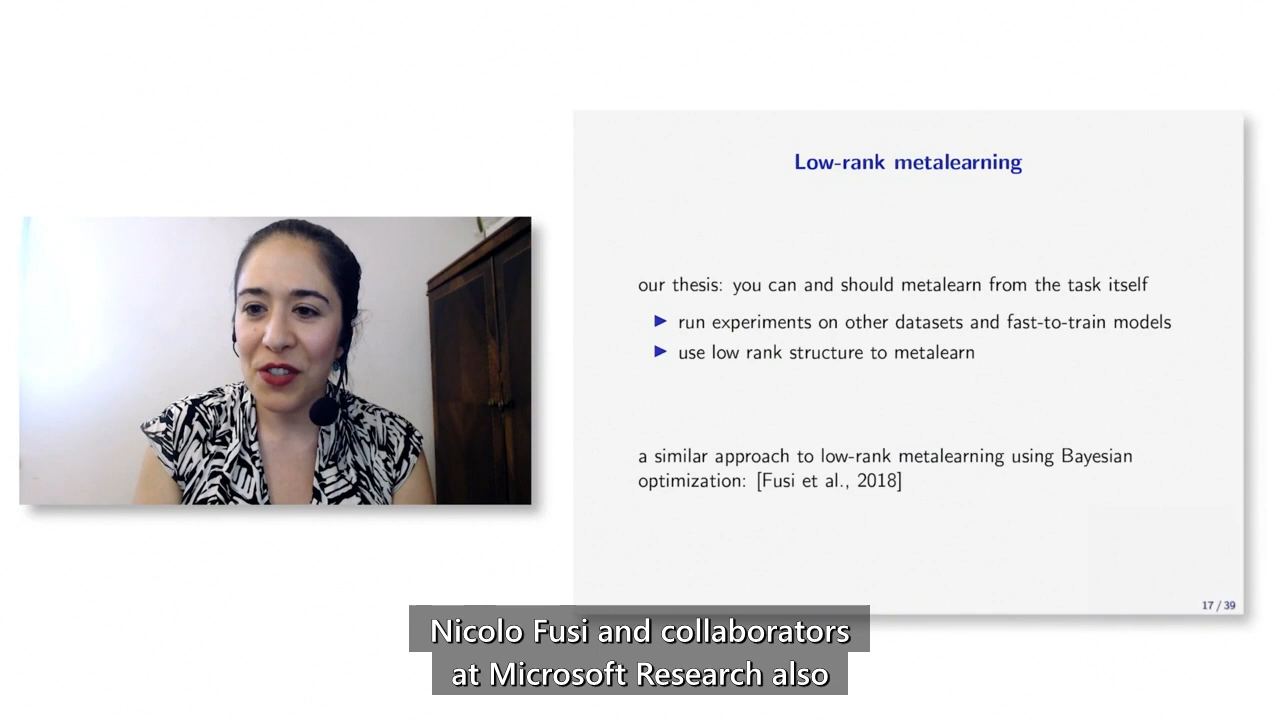 Low-rank metalearning
our thesis: you can and should metalearn from the task itself
run experiments on other datasets and fast-to-train models
use low rank structure to metalearn
a similar approach to low-rank metalearning using Bayesian
optimization: [Fusi et al., 2018]
17 / 39
Nicolo Fusi and collaborators
at Microsoft Research also